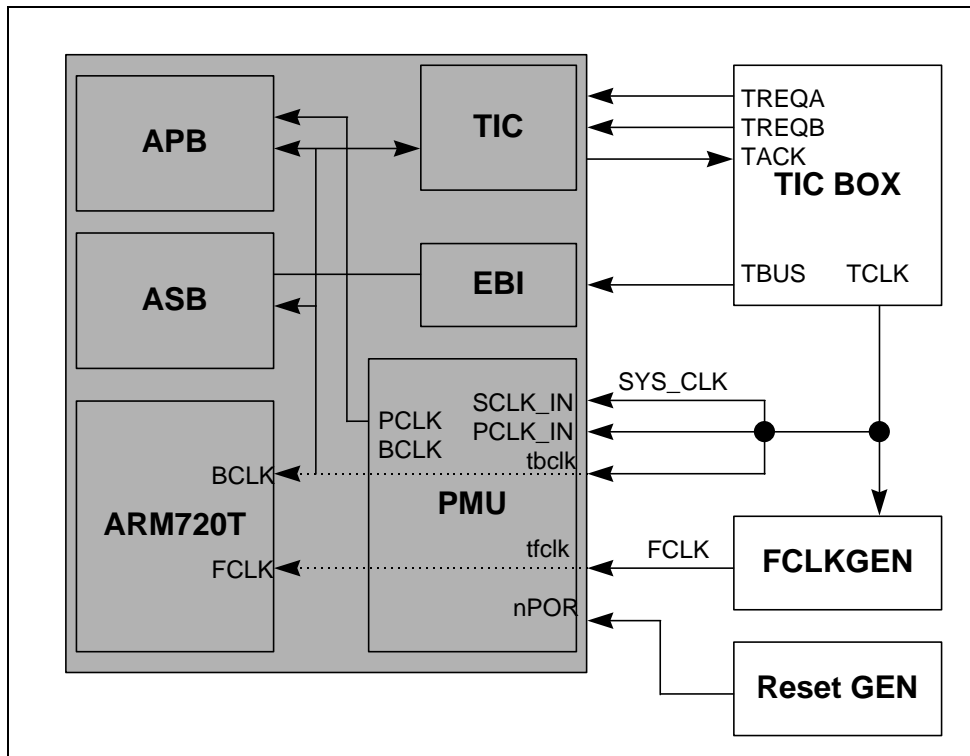 APB
TIC
TREQA
TREQB
TACK
TIC BOX
ASB
EBI
TBUS
TCLK
SYS_CLK
SCLK_IN
PCLK
PCLK_IN
BCLK
BCLK
tbclk
ARM720T
PMU
FCLK
tfclk
FCLK
FCLKGEN
nPOR
Reset GEN